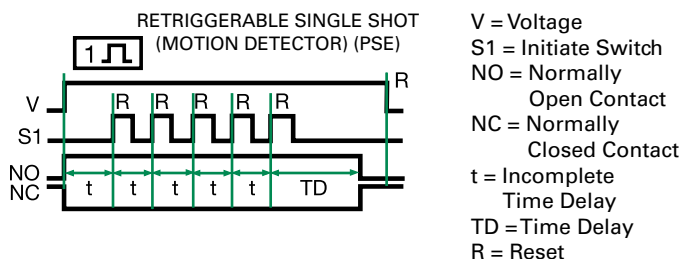 RETRIGGERABLE SINGLE SHOT
(MOTION DETECTOR) (PSE)
1
R
V
R R R R R
S1
NO
NC
t t t t t TD
V = Voltage
S1 = Initiate Switch
NO = Normally
Open Contact
NC = Normally
Closed Contact
t = Incomplete
Time Delay
TD = Time Delay
R = Reset